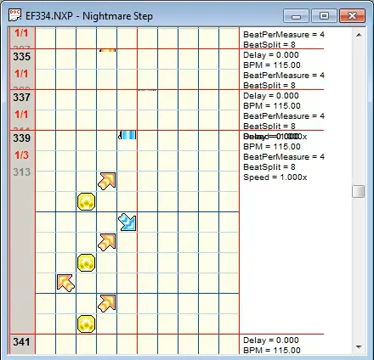 EF334.NXP - Nightmare Step
1/1
BeatPerMeasure = 4
BeatSplit = 8
335
Delay = 0.000
BPM = 115.00
1/1
BeatPerMeasure = 4
BeatSplit = 8
337
Delay = 0.000
BPM = 115.00
1/1
BeatPerMeasure = 4
BeatSplit = 8
339
BPM = 115.00
1/3
BeatPerMeasure = 4
BeatSplit = 8
313
Speed = 1.000x
341
Delay = 0.000
BPM = 115.00